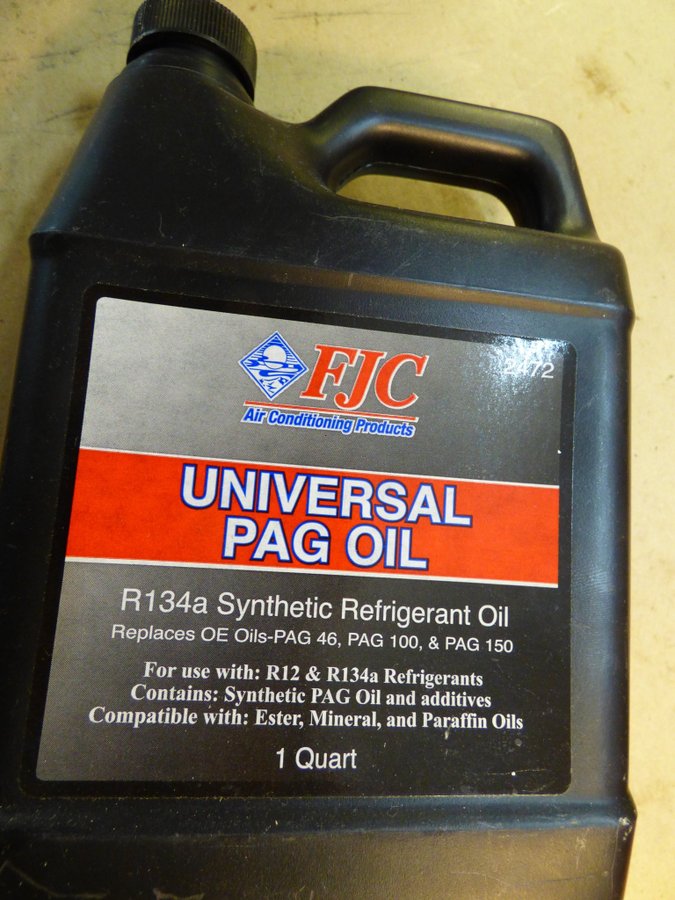 FJC
2472
Air Conditioning Products
UNIVERSAL
PAG OIL
R134a Synthetic Refrigerant Oil
Replaces OE Oils-PAG 46, PAG 100, & PAG 150
For use with: R12 & R134a Refrigerants
Contains: Synthetic PAG Oil and additives
Compatible with: Ester, Mineral, and Paraffin Oils
1 Quart